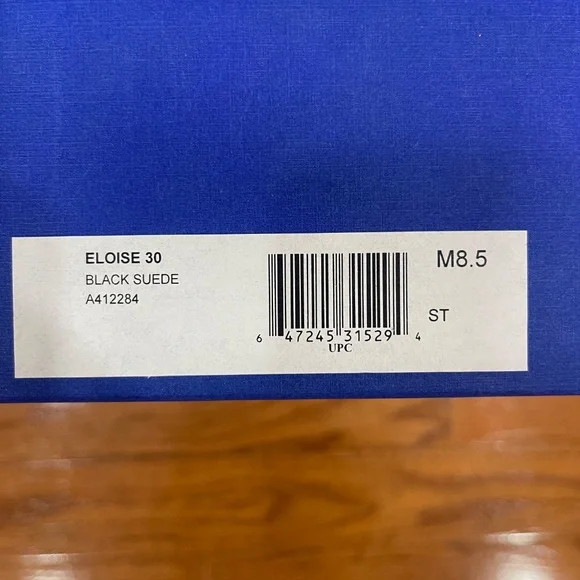 ELOISE 30
BLACK SUEDE
A412284
6 47245 31529 4
UPC
M8.5
ST